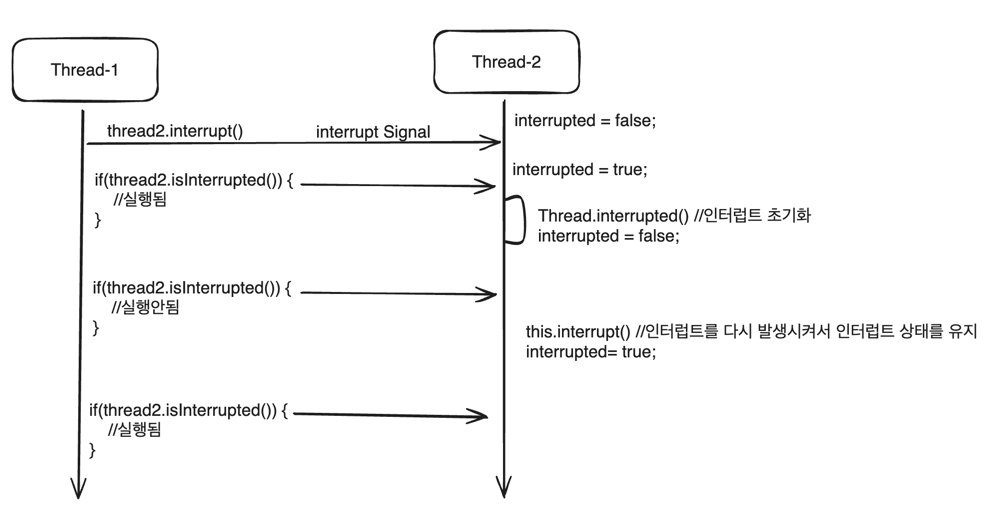 Thread-1
Thread-2
interrupted = false;
thread2.interrupt() interrupt Signal
interrupted = true;
if(thread2.isInterrupted()) {
//실행됨
}
Thread.interrupted() //인터럽트 초기화
interrupted = false;
if(thread2.isInterrupted()) {
//실행안됨
}
this.interrupt() //인터럽트를 다시 발생시켜서 인터럽트 상태를 유지
interrupted= true;
if(thread2.isInterrupted()) {
//실행됨
}